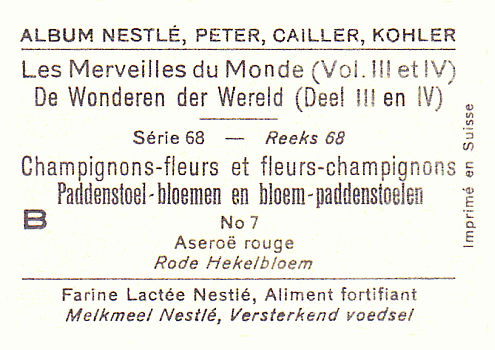 ALBUM NESTLÉ, PETER, CAILLER, KOHLER
Les Merveilles du Monde (Vol. III et IV)
De Wonderen der Wereld (Deel III en IV)
Série 68 — Reeks 68
Champignons-fleurs et fleurs-champignons
Paddenstoel-bloemen en bloem-paddenstoelen
B
No 7
Aseroë rouge
Rode Hekelbloem
Farine Lactée Nestlé, Aliment fortifiant
Melkmeel Nestlé, Versterkend voedsel
Imprimé en Suisse